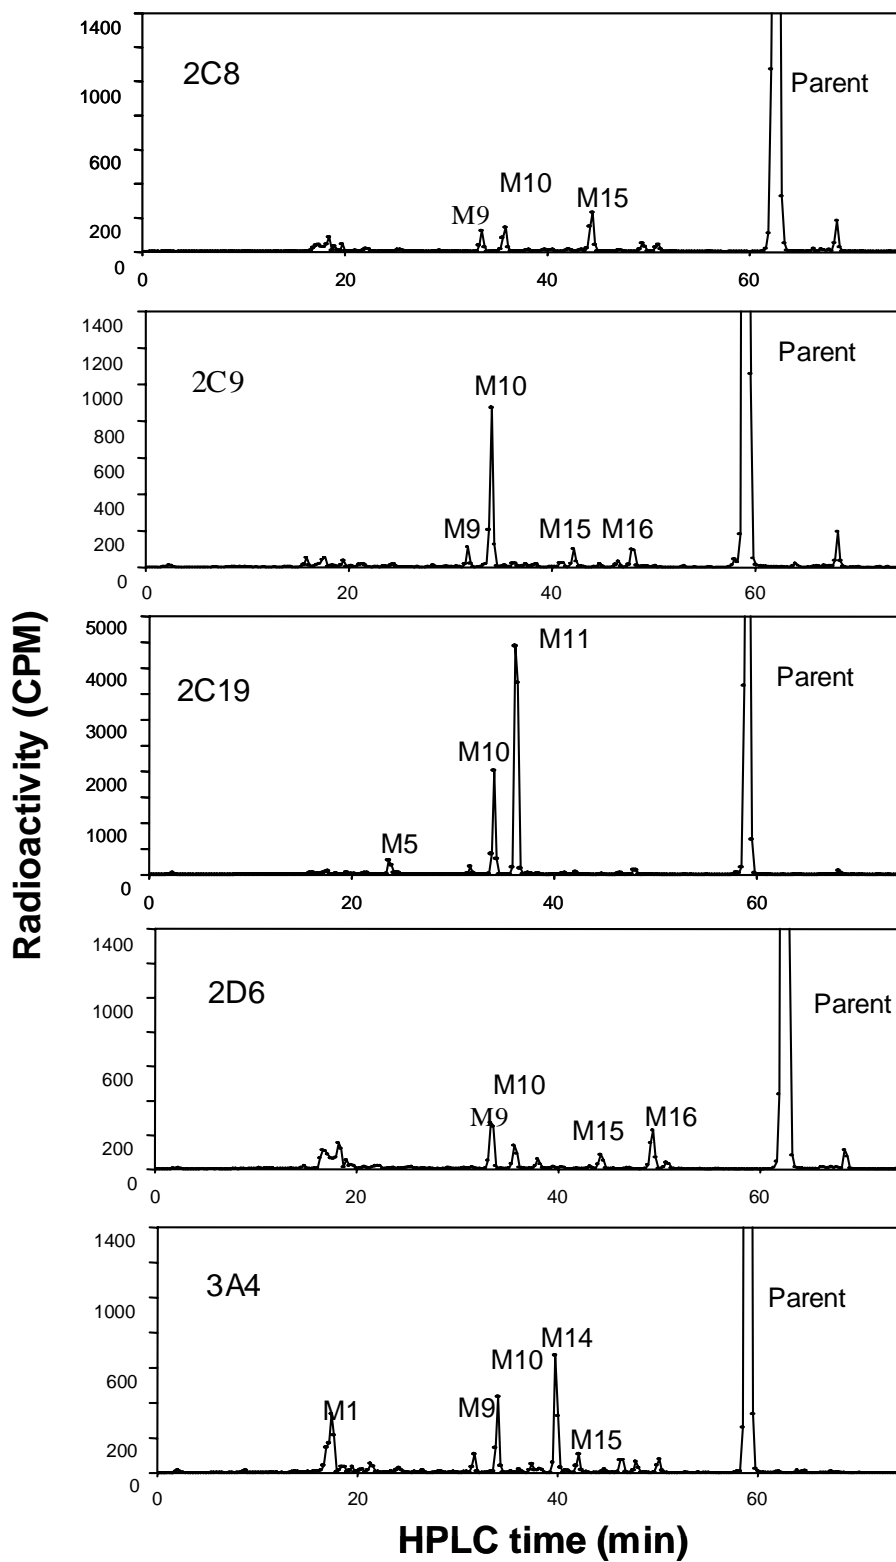 Radioactivity (CPM)
1400
1000
600
200
0
2C8
M9
M10
M15
Parent
0 20 40 60
1400
1200
1000
800
600
400
200
0
2C9
M9
M10
M15
M16
Parent
0 20 40 60
5000
4000
3000
2000
1000
0
2C19
M5
M10
M11
Parent
0 20 40 60
1400
1000
600
200
0
2D6
M9
M10
M15
M16
Parent
0 20 40 60
1400
1000
600
200
0
3A4
M1
M9
M10
M14
M15
Parent
0 20 40 60
HPLC time (min)